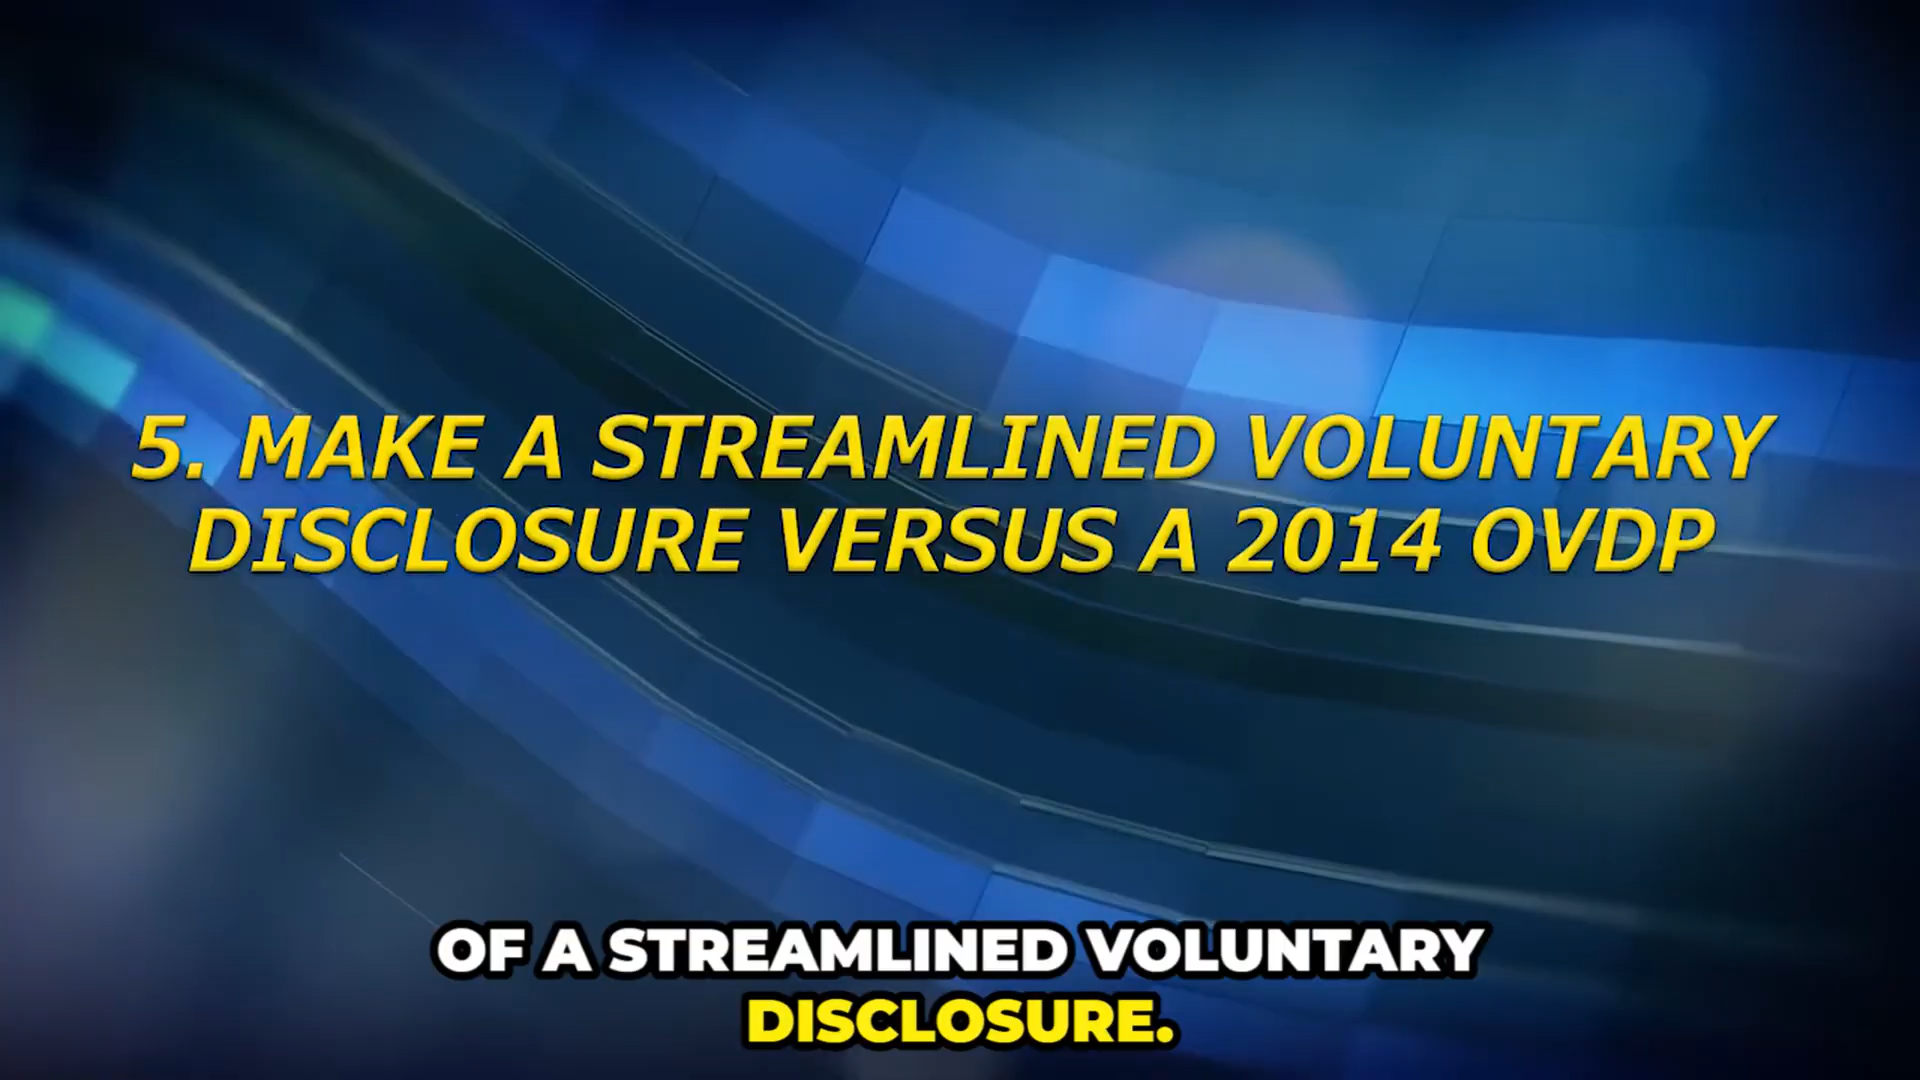 5. MAKE A STREAMLINED VOLUNTARY
DISCLOSURE VERSUS A 2014 OVDP
OF A STREAMLINED VOLUNTARY
DISCLOSURE.